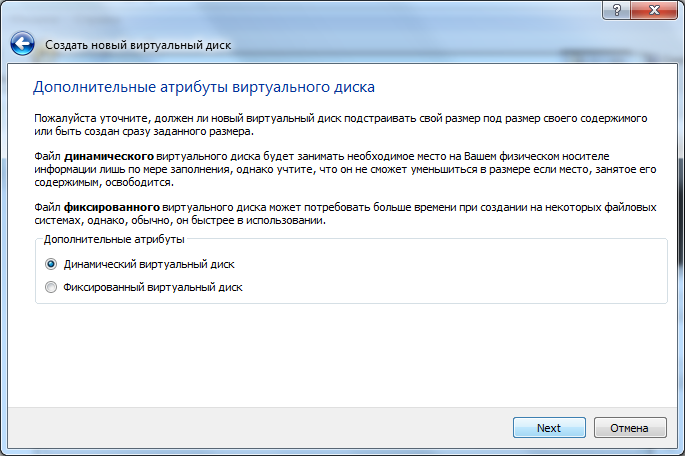 Создать новый виртуальный диск
Дополнительные атрибуты виртуального диска
Пожалуйста уточните, должен ли новый виртуальный диск подстраивать свой размер под размер своего содержимого
или быть создан сразу заданного размера.
Файл динамического виртуального диска будет занимать необходимое место на Вашем физическом носителе
информации лишь по мере заполнения, однако учтите, что он не сможет уменьшиться в размере если место, занятое его
содержимым, освободится.
Файл фиксированного виртуального диска может потребовать больше времени при создании на некоторых файловых
системах, однако, обычно, он быстрее в использовании.
Дополнительные атрибуты
Динамический виртуальный диск
Фиксированный виртуальный диск
Next
Отмена